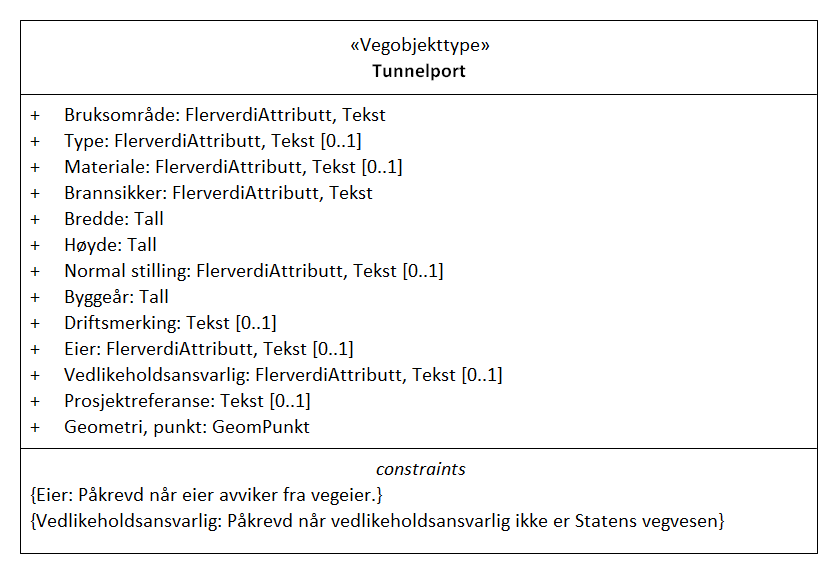 «Vegobjekttype»
Tunnelport
+ Bruksområde: FlerverdiAttributt, Tekst
+ Type: FlerverdiAttributt, Tekst [0..1]
+ Materiale: FlerverdiAttributt, Tekst [0..1]
+ Brannsikker: FlerverdiAttributt, Tekst
+ Bredde: Tall
+ Høyde: Tall
+ Normal stilling: FlerverdiAttributt, Tekst [0..1]
+ Byggeår: Tall
+ Driftsmerking: Tekst [0..1]
+ Eier: FlerverdiAttributt, Tekst [0..1]
+ Vedlikeholdsansvarlig: FlerverdiAttributt, Tekst [0..1]
+ Prosjektreferanse: Tekst [0..1]
+ Geometri, punkt: GeomPunkt
constraints
{Eier: Påkrevd når eier avviker fra vegeier.}
{Vedlikeholdsansvarlig: Påkrevd når vedlikeholdsansvarlig ikke er Statens vegvesen}